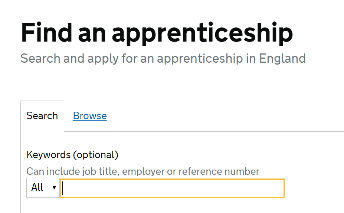 Find an apprenticeship
Search and apply for an apprenticeship in England
Search Browse
Keywords (optional)
Can include job title, employer or reference number
All